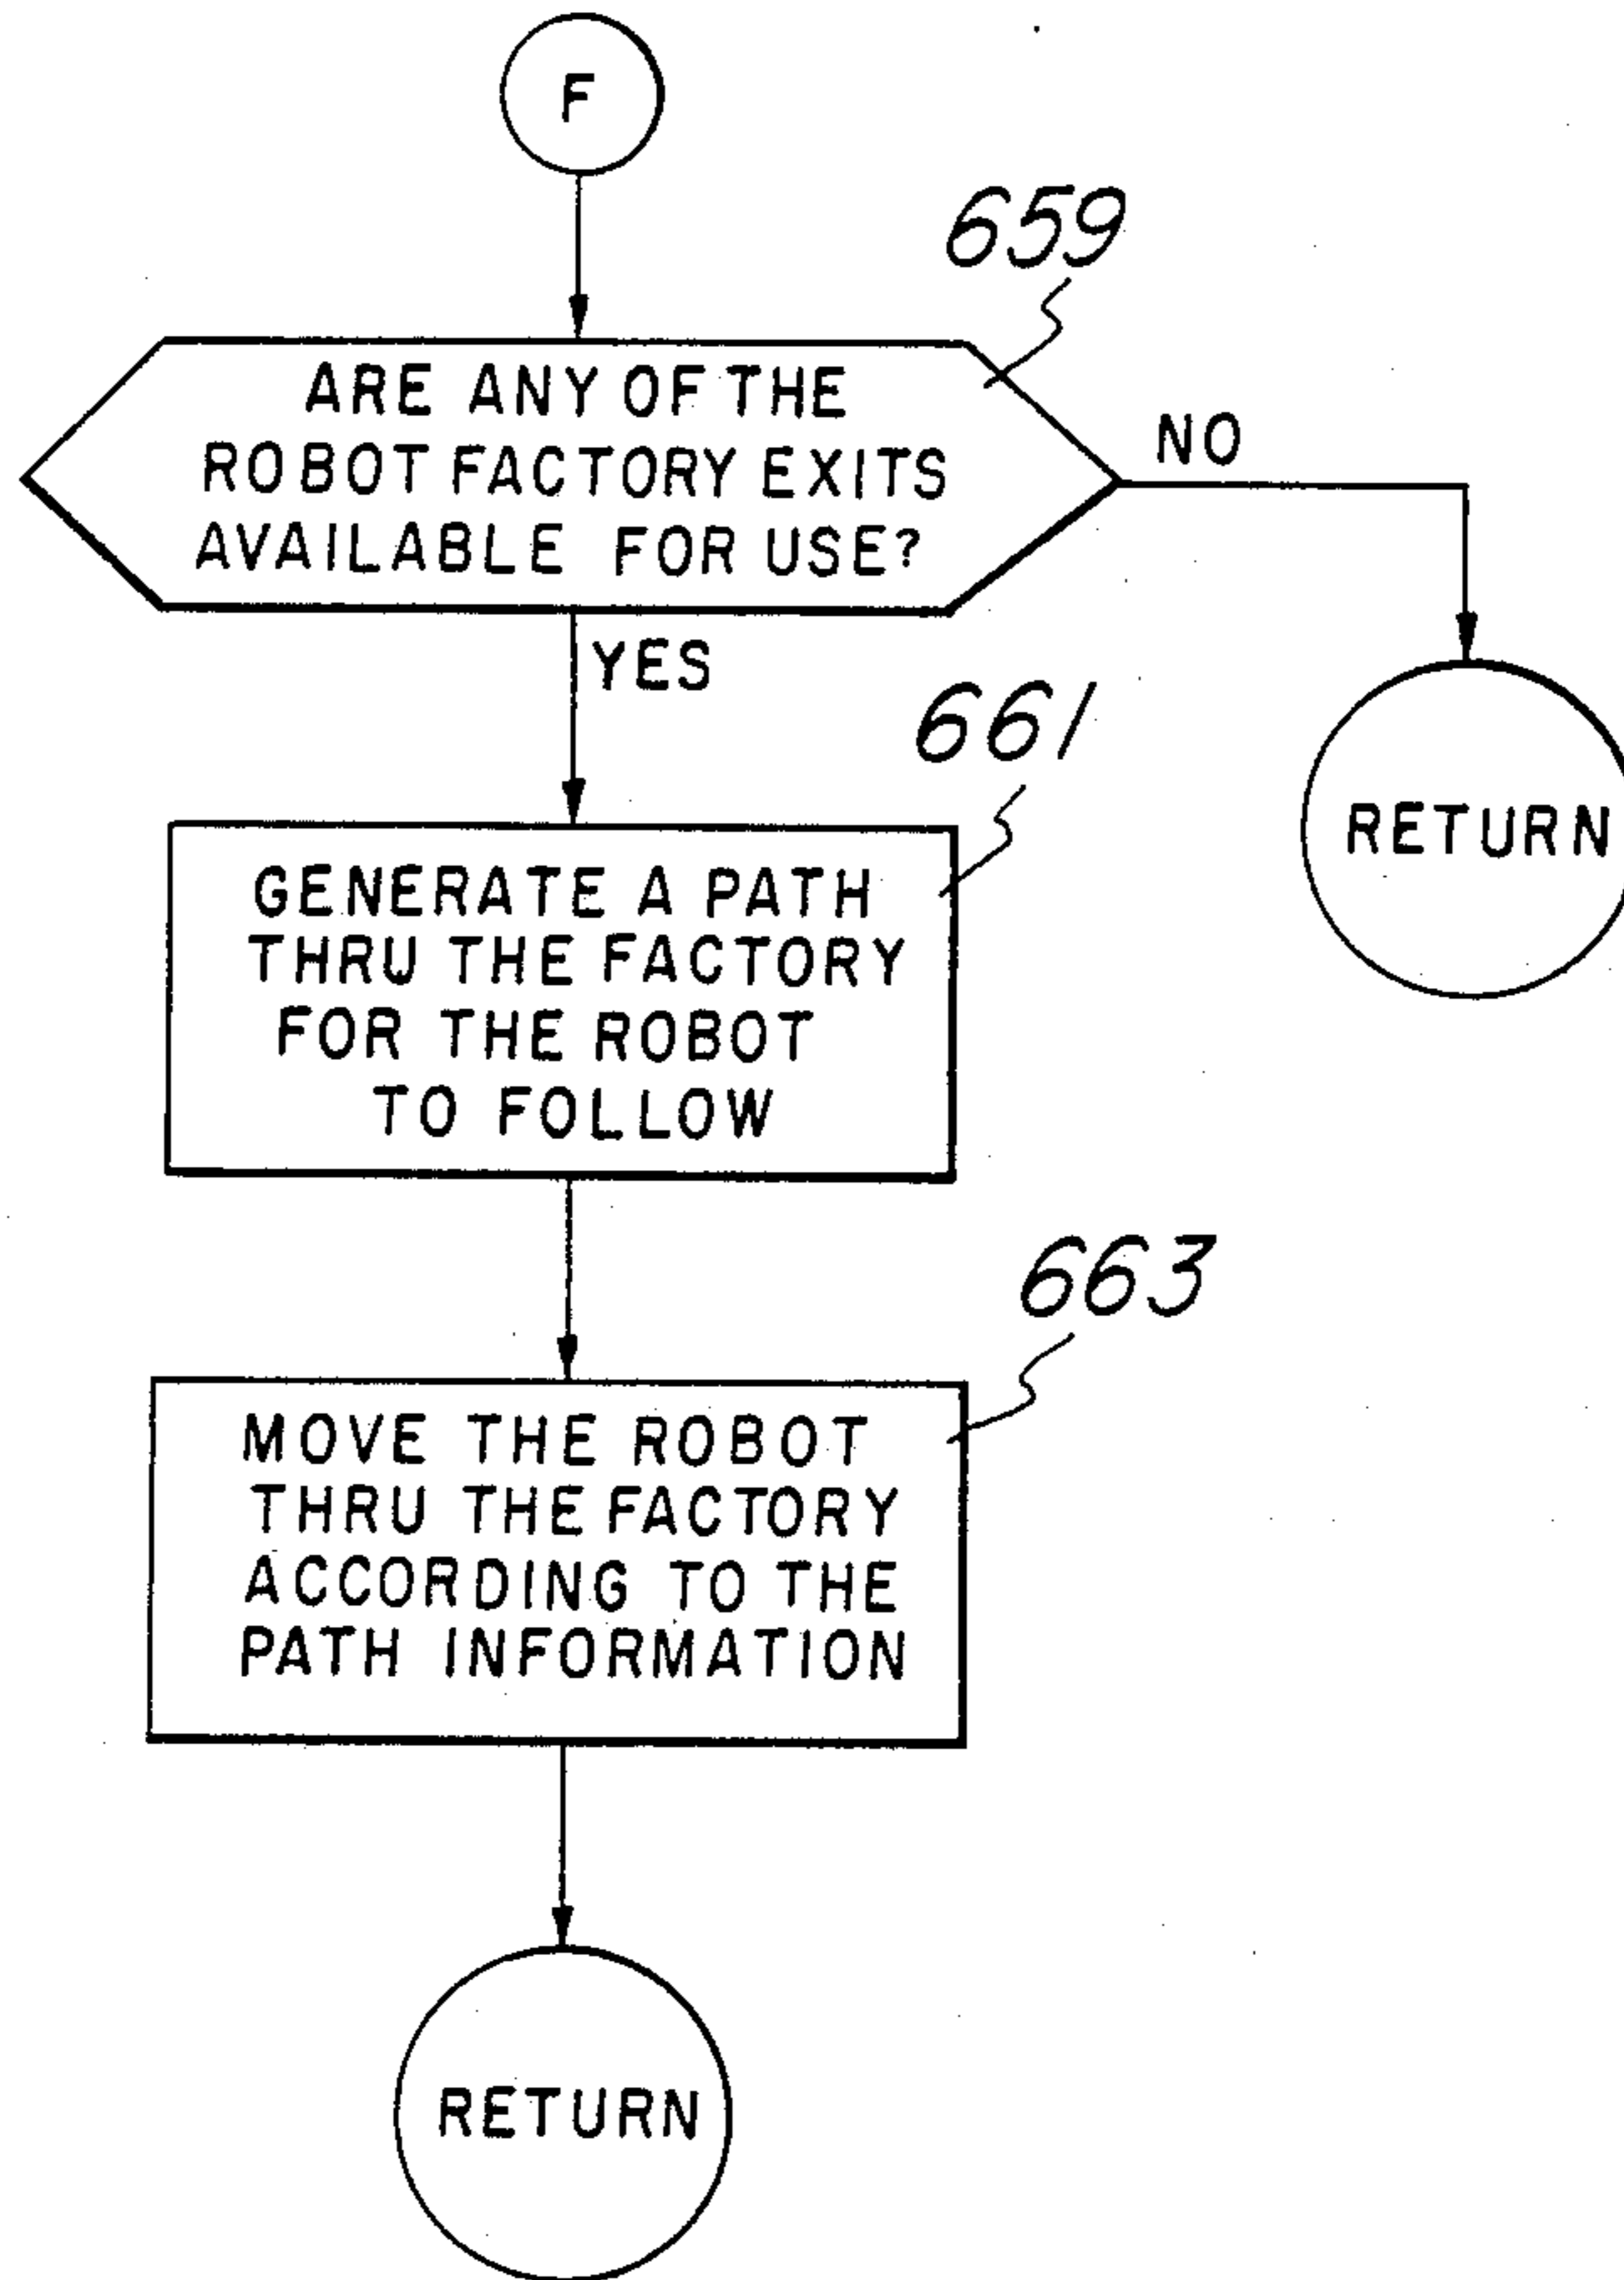 F
659
ARE ANY OF THE
ROBOT FACTORY EXITS
AVAILABLE FOR USE?
NO
YES
RETURN
661
GENERATE A PATH
THRU THE FACTORY
FOR THE ROBOT
TO FOLLOW
663
MOVE THE ROBOT
THRU THE FACTORY
ACCORDING TO THE
PATH INFORMATION
RETURN